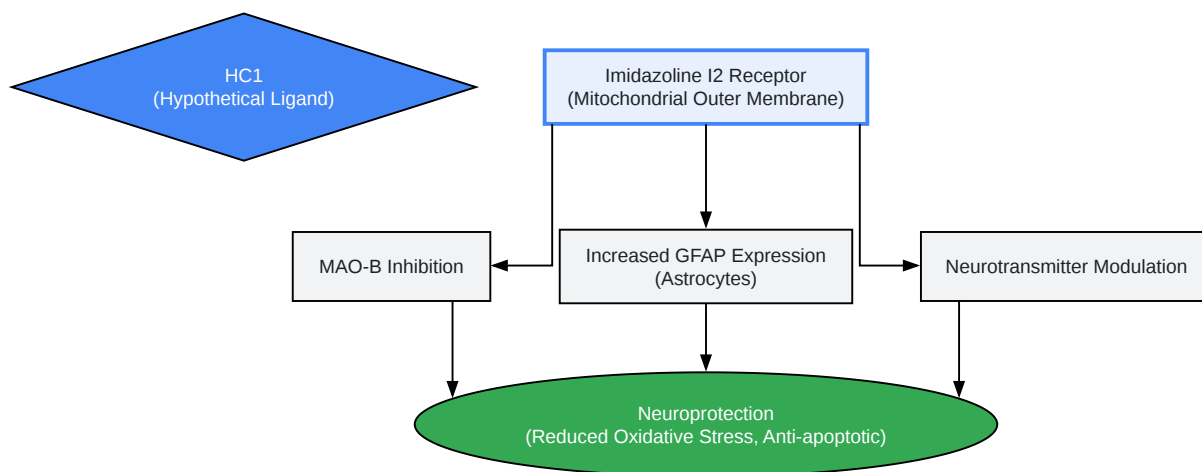 HC1
(Hypothetical Ligand)
Imidazoline I2 Receptor
(Mitochondrial Outer Membrane)
MAO-B Inhibition
Increased GFAP Expression
(Astrocytes)
Neurotransmitter Modulation
Neuroprotection
(Reduced Oxidative Stress, Anti-apoptotic)